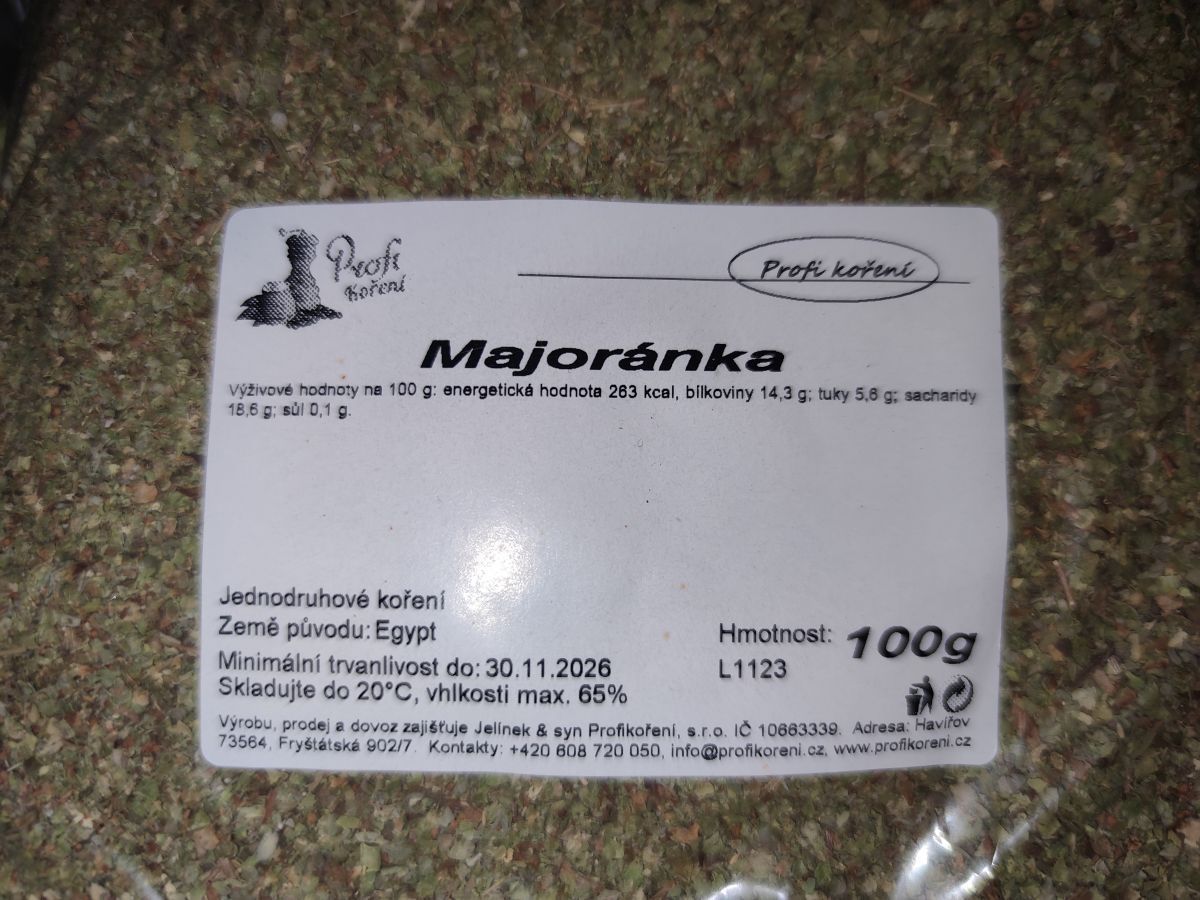 Profi
Koření
Profi koření
Majoránka
Výživové hodnoty na 100 g: energetická hodnota 263 kcal, bílkoviny 14,3 g; tuky 5,6 g; sacharidy
18,6 g; sůl 0,1 g.
Jednodruhové koření
Země původu: Egypt
Minimální trvanlivost do: 30.11.2026
Skladujte do 20°C, vhlkosti max. 65%
Hmotnost: 100g
L1123
Výrobu, prodej a dovoz zajišťuje Jelínek & syn Profikoření, s.r.o. IČ 10663339. Adresa: Havířov
73564, Fryštátská 902/7. Kontakty: +420 608 720 050, info@profikoreni.cz, www.profikoreni.cz